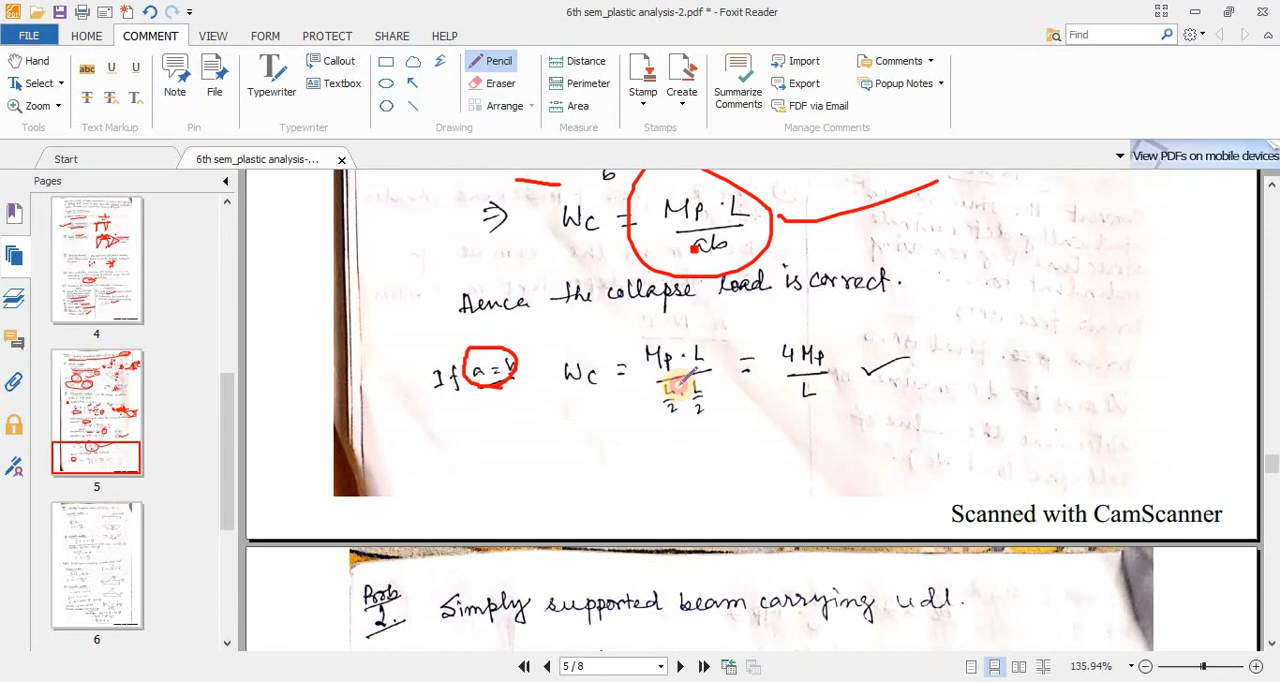 6th sem_plastic analysis-2.pdf * - Foxit Reader
FILE HOME COMMENT VIEW FORM PROTECT SHARE HELP
Find
Hand
Select
Zoom
Tools
abc U U
T T T
Text Markup
Note
File
Pin
Typewriter
Callout
Textbox
Typewriter
Pencil
Eraser
Arrange
Drawing
Distance
Perimeter
Area
Measure
Stamp
Create
Stamps
Summarize Comments
Import
Export
FDF via Email
Comments
Popup Notes
Manage Comments
Start
6th sem_plastic analysis-...
View PDFs on mobile devices
Pages
4
5
6
b
⇒ Wc = Mp · L / ab
Hence the collapse load is correct.
If a = b Wc = Mp · L / L/2 · L/2 = 4Mp / L ✓
Scanned with CamScanner
Prob 2. Simply supported beam carrying udl.
5 / 8
135.94%